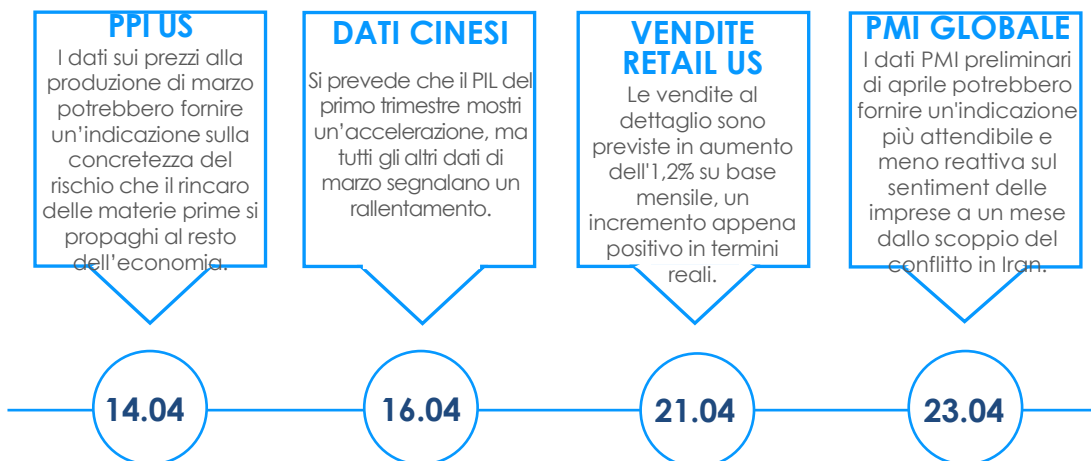 PPI US
I dati sui prezzi alla
produzione di marzo
potrebbero fornire
un’indicazione sulla
concretezza del
rischio che il rincaro
delle materie prime si
propaghi al resto
dell’economia.
DATI CINESI
Si prevede che il PIL del
primo trimestre mostri
un’accelerazione, ma
tutti gli altri dati di
marzo segnalano un
rallentamento.
VENDITE
RETAIL US
Le vendite al
dettaglio sono
previste in aumento
dell'1,2% su base
mensile, un
incremento appena
positivo in termini
reali.
PMI GLOBALE
I dati PMI preliminari
di aprile potrebbero
fornire un'indicazione
più attendibile e
meno reattiva sul
sentiment delle
imprese a un mese
dallo scoppio del
conflitto in Iran.
14.04
16.04
21.04
23.04